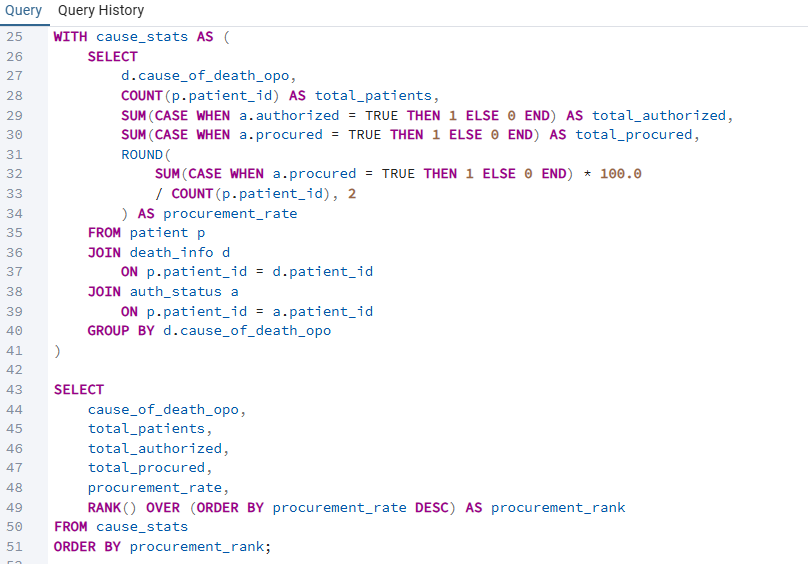 Query Query History
25 WITH cause_stats AS (
26 SELECT
27 d.cause_of_death_opo,
28 COUNT(p.patient_id) AS total_patients,
29 SUM(CASE WHEN a.authorized = TRUE THEN 1 ELSE 0 END) AS total_authorized,
30 SUM(CASE WHEN a.procured = TRUE THEN 1 ELSE 0 END) AS total_procured,
31 ROUND(
32 SUM(CASE WHEN a.procured = TRUE THEN 1 ELSE 0 END) * 100.0
33 / COUNT(p.patient_id), 2
34 ) AS procurement_rate
35 FROM patient p
36 JOIN death_info d
37 ON p.patient_id = d.patient_id
38 JOIN auth_status a
39 ON p.patient_id = a.patient_id
40 GROUP BY d.cause_of_death_opo
41 )
42
43 SELECT
44 cause_of_death_opo,
45 total_patients,
46 total_authorized,
47 total_procured,
48 procurement_rate,
49 RANK() OVER (ORDER BY procurement_rate DESC) AS procurement_rank
50 FROM cause_stats
51 ORDER BY procurement_rank;